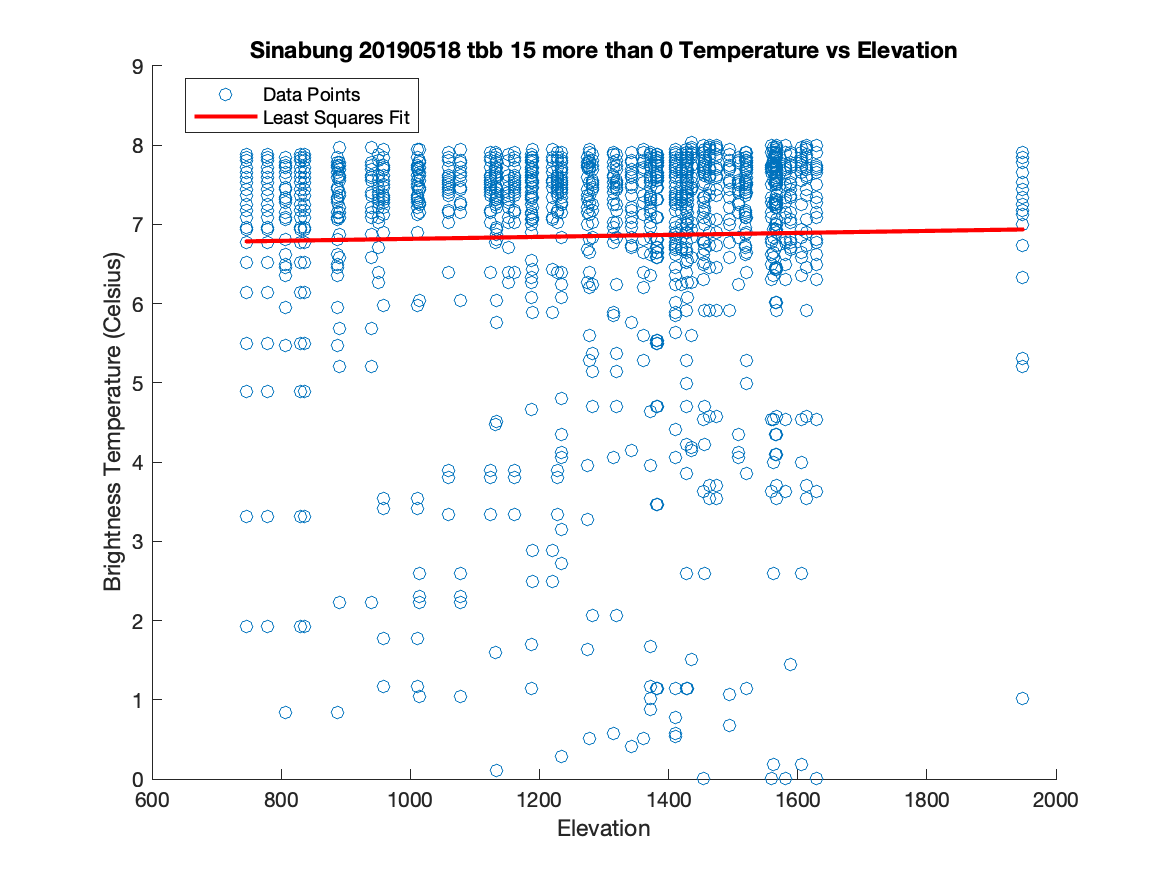 Sinabung 20190518 tbb 15 more than 0 Temperature vs Elevation
Data Points
Least Squares Fit
9
8
7
6
5
4
3
2
1
0
Brightness Temperature (Celsius)
600 800 1000 1200 1400 1600 1800 2000
Elevation